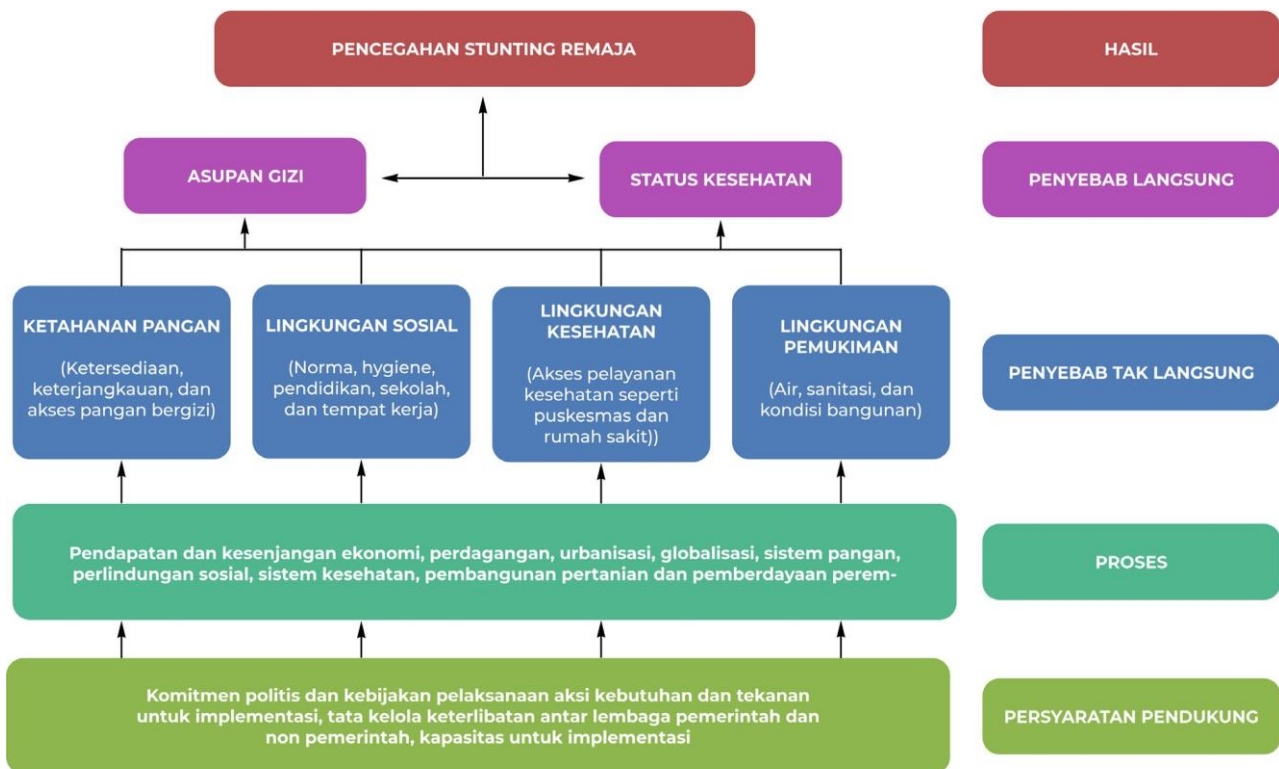 PENCEGAHAN STUNTING REMAJA
HASIL
ASUPAN GIZI
STATUS KESEHATAN
PENYEBAB LANGSUNG
KETAHANAN PANGAN
(Ketersediaan,
keterjangkauan, dan
akses pangan bergizi)
LINGKUNGAN SOSIAL
(Norma, hygiene,
pendidikan, sekolah,
dan tempat kerja)
LINGKUNGAN
KESEHATAN
(Akses pelayanan
kesehatan seperti
puskesmas dan
rumah sakit))
LINGKUNGAN
PEMUKIMAN
(Air, sanitasi, dan
kondisi bangunan)
PENYEBAB TAK LANGSUNG
Pendapatan dan kesenjangan ekonomi, perdagangan, urbanisasi, globalisasi, sistem pangan,
perlindungan sosial, sistem kesehatan, pembangunan pertanian dan pemberdayaan perem-
PROSES
Komitmen politis dan kebijakan pelaksanaan aksi kebutuhan dan tekanan
untuk implementasi, tata kelola keterlibatan antar lembaga pemerintah dan
non pemerintah, kapasitas untuk implementasi
PERSYARATAN PENDUKUNG